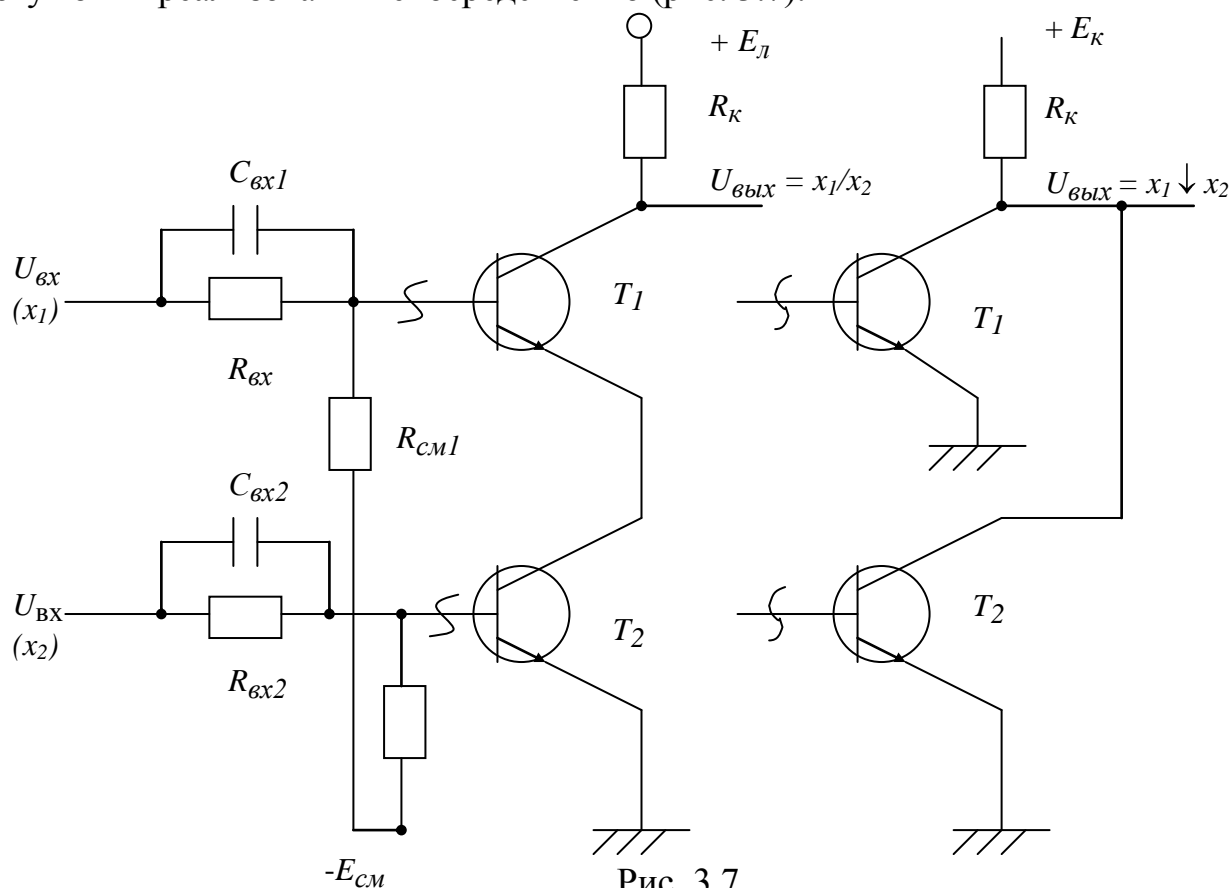 + Eл
+ Eк
Rк
Rк
Cвх1
Uвых = x1/x2
Uвых = x1 ↓ x2
Uвх
(x1)
T1
T1
Rвх
Rсм1
Cвх2
Uвх
(x2)
T2
T2
Rвх2
-Eсм
Рис. 3.7